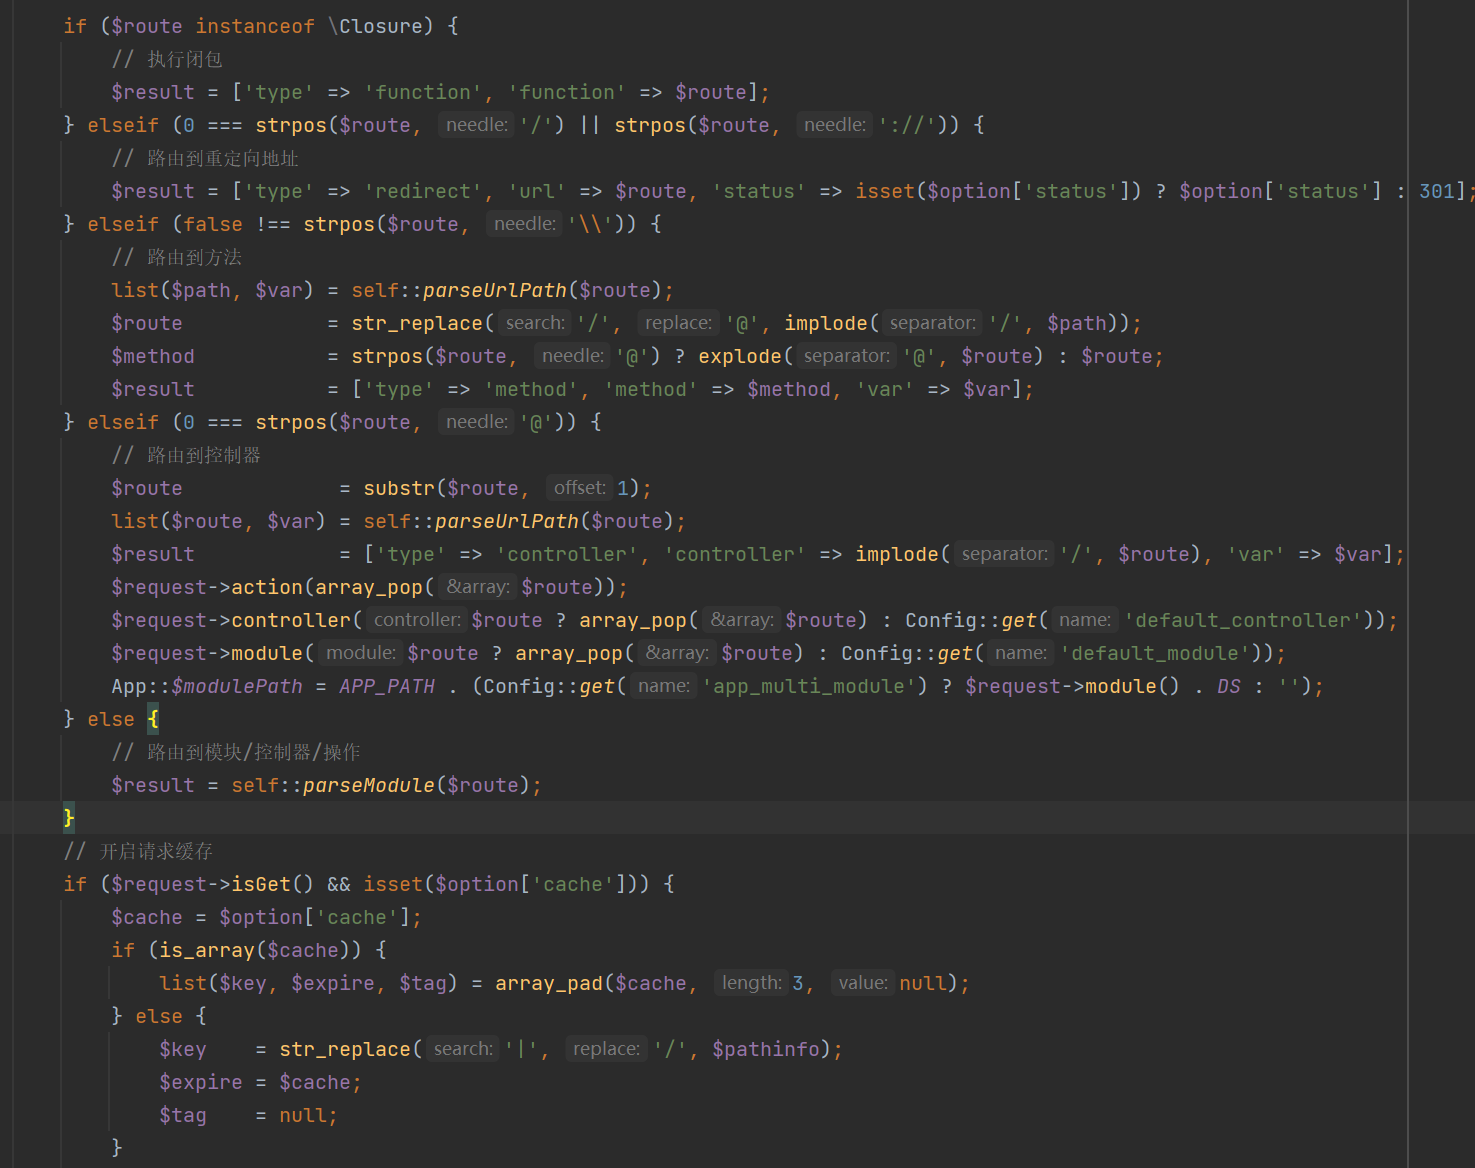 if ($route instanceof \Closure) {
// 执行闭包
$result = ['type' => 'function', 'function' => $route];
} elseif (0 === strpos($route, needle: '/') || strpos($route, needle: '://')) {
// 路由到重定向地址
$result = ['type' => 'redirect', 'url' => $route, 'status' => isset($option['status']) ? $option['status'] : 301];
} elseif (false !== strpos($route, needle: '\\')) {
// 路由到方法
list($path, $var) = self::parseUrlPath($route);
$route = str_replace( search: '/', replace: '@', implode( separator: '/', $path));
$method = strpos($route, needle: '@') ? explode( separator: '@', $route) : $route;
$result = ['type' => 'method', 'method' => $method, 'var' => $var];
} elseif (0 === strpos($route, needle: '@')) {
// 路由到控制器
$route = substr($route, offset: 1);
list($route, $var) = self::parseUrlPath($route);
$result = ['type' => 'controller', 'controller' => implode( separator: '/', $route), 'var' => $var];
$request->action(array_pop( &array: $route));
$request->controller( controller: $route ? array_pop( &array: $route) : Config::get( name: 'default_controller'));
$request->module( module: $route ? array_pop( &array: $route) : Config::get( name: 'default_module'));
App::$modulePath = APP_PATH . (Config::get( name: 'app_multi_module') ? $request->module() . DS : '');
} else {
// 路由到模块/控制器/操作
$result = self::parseModule($route);
}
// 开启请求缓存
if ($request->isGet() && isset($option['cache'])) {
$cache = $option['cache'];
if (is_array($cache)) {
list($key, $expire, $tag) = array_pad($cache, length: 3, value: null);
} else {
$key = str_replace( search: '|', replace: '/', $pathinfo);
$expire = $cache;
$tag = null;
}